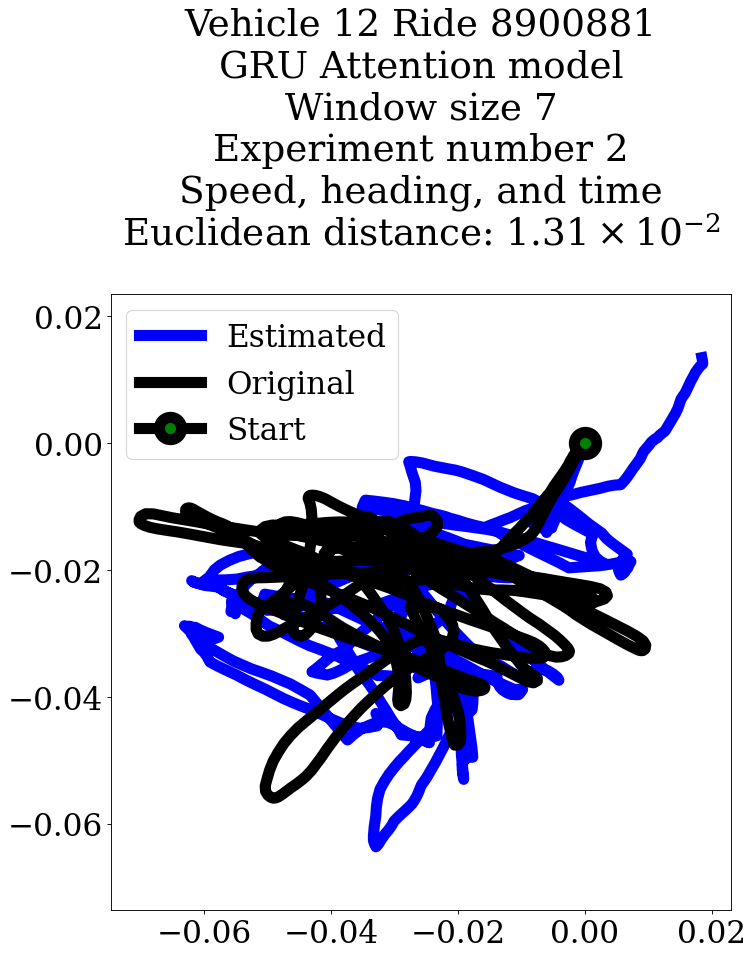 Vehicle 12 Ride 8900881
GRU Attention model
Window size 7
Experiment number 2
Speed, heading, and time
Euclidean distance: 1.31 × 10⁻²
0.02
Estimated
Original
0.00
Start
−0.02
−0.04
−0.06
−0.06 −0.04 −0.02 0.00 0.02